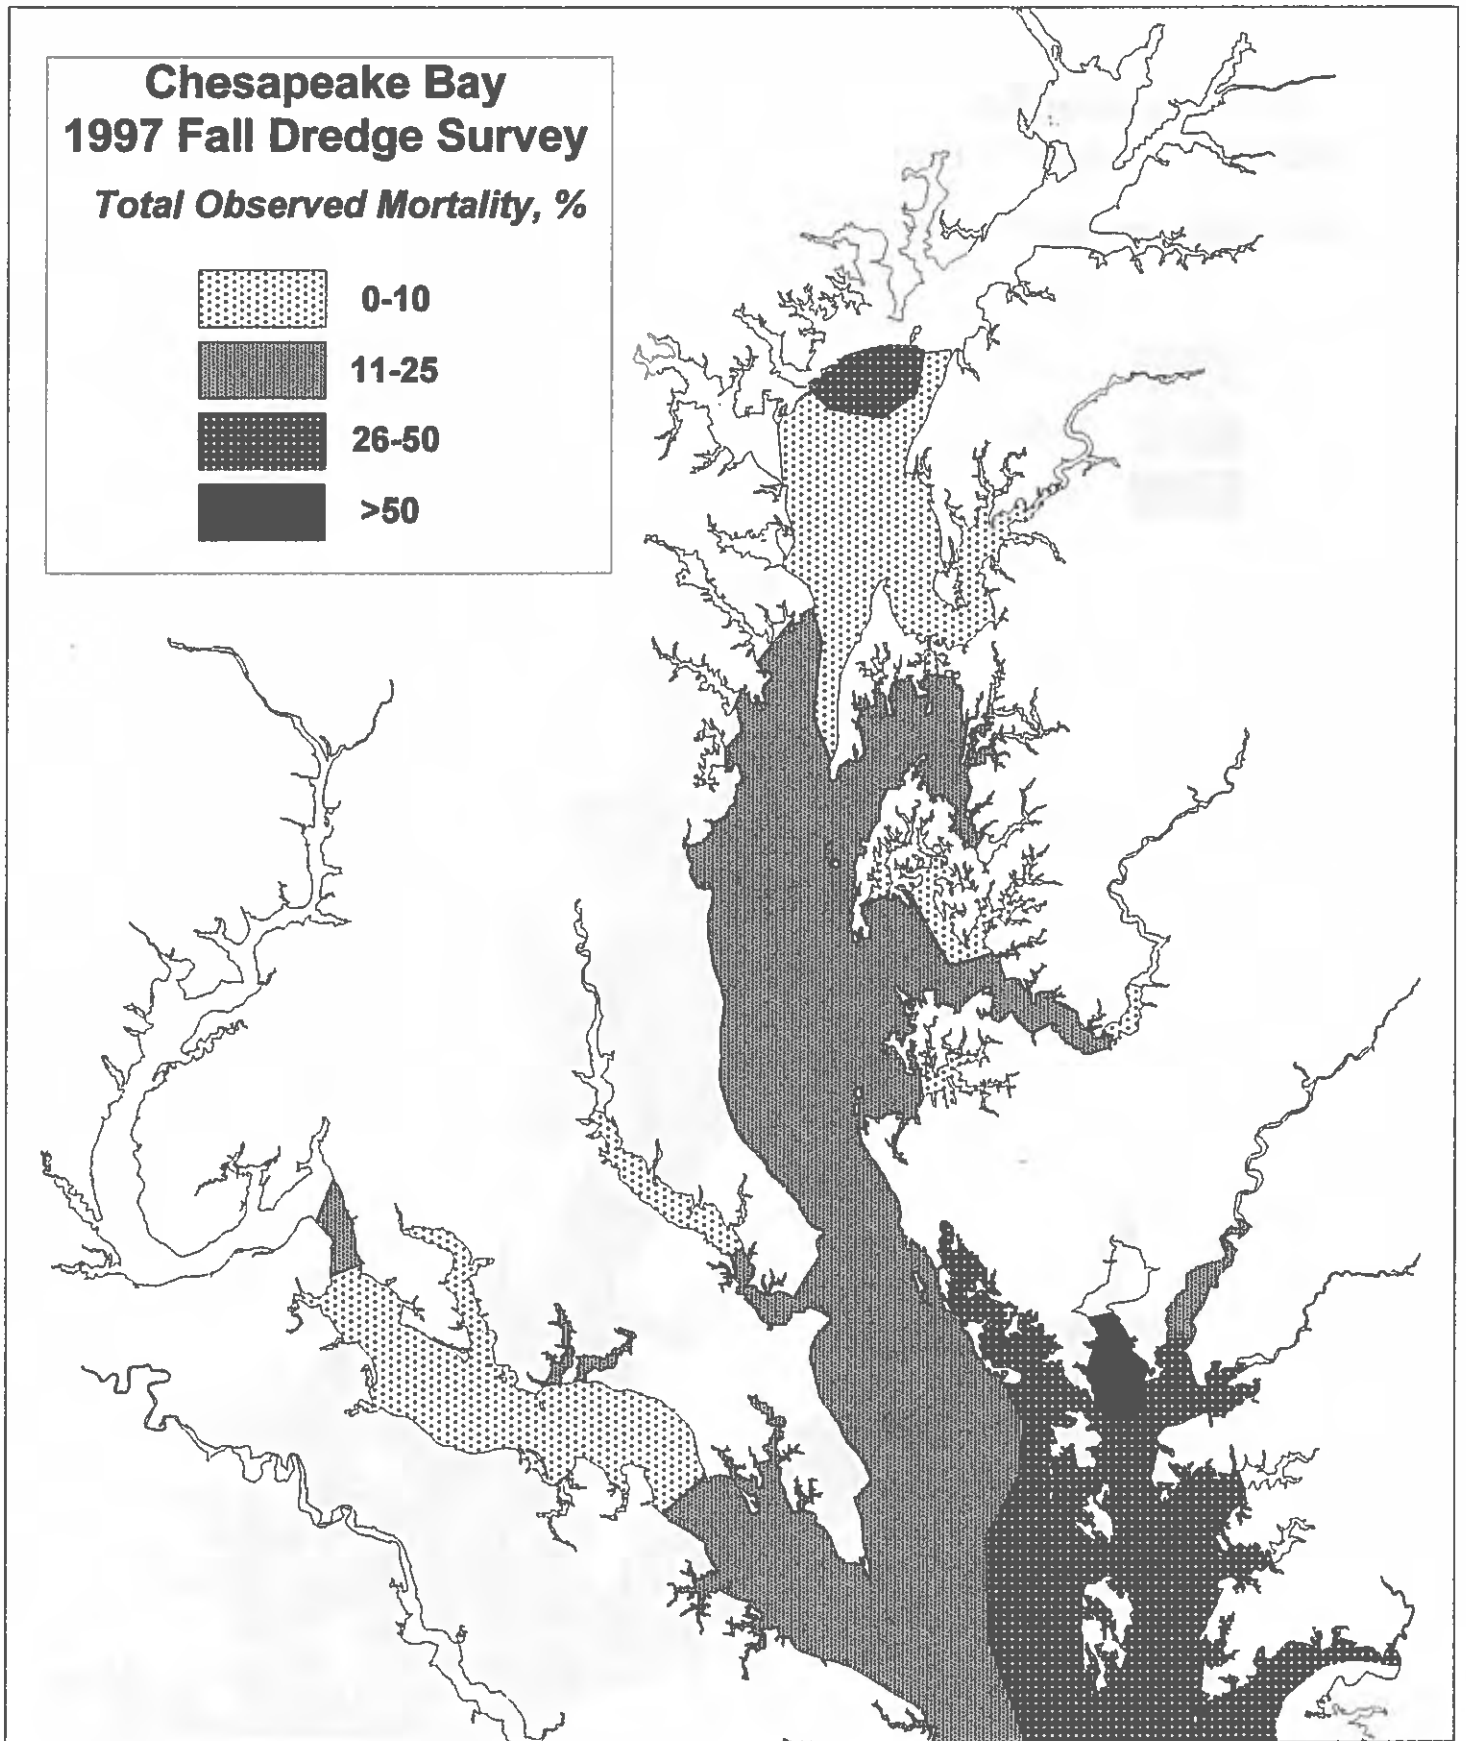 Chesapeake Bay
1997 Fall Dredge Survey
Total Observed Mortality, %
0-10
11-25
26-50
>50